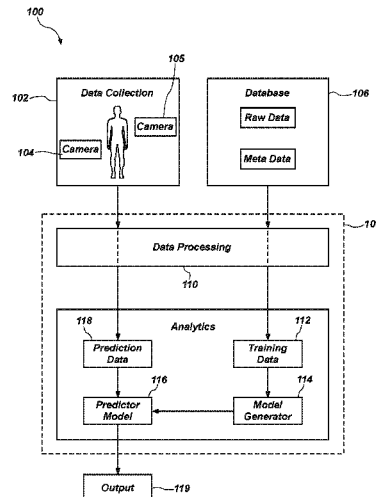 100
102
Data Collection
105
Camera
104
Camera
Database
106
Raw Data
Meta Data
10
Data Processing
110
Analytics
118
Prediction
Data
112
Training
Data
116
Predictor
Model
114
Model
Generator
Output
119